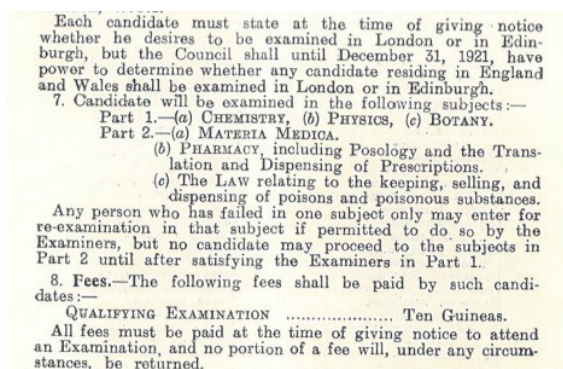 Each candidate must state at the time of giving notice
whether he desires to be examined in London or in Edin-
burgh, but the Council shall until December 31, 1921, have
power to determine whether any candidate residing in England
and Wales shall be examined in London or in Edinburgh.
7. Candidate will be examined in the following subjects:—
Part 1.—(a) CHEMISTRY, (b) PHYSICS, (c) BOTANY.
Part 2.—(a) MATERIA MEDICA.
(b) PHARMACY, including Posology and the Trans-
lation and Dispensing of Prescriptions.
(c) The LAW relating to the keeping, selling, and
dispensing of poisons and poisonous substances.
Any person who has failed in one subject only may enter for
re-examination in that subject if permitted to do so by the
Examiners, but no candidate may proceed to the subjects in
Part 2 until after satisfying the Examiners in Part 1.
8. Fees.—The following fees shall be paid by such candi-
dates:—
QUALIFYING EXAMINATION .................... Ten Guineas.
All fees must be paid at the time of giving notice to attend
an Examination, and no portion of a fee will, under any circum-
stances, be returned.